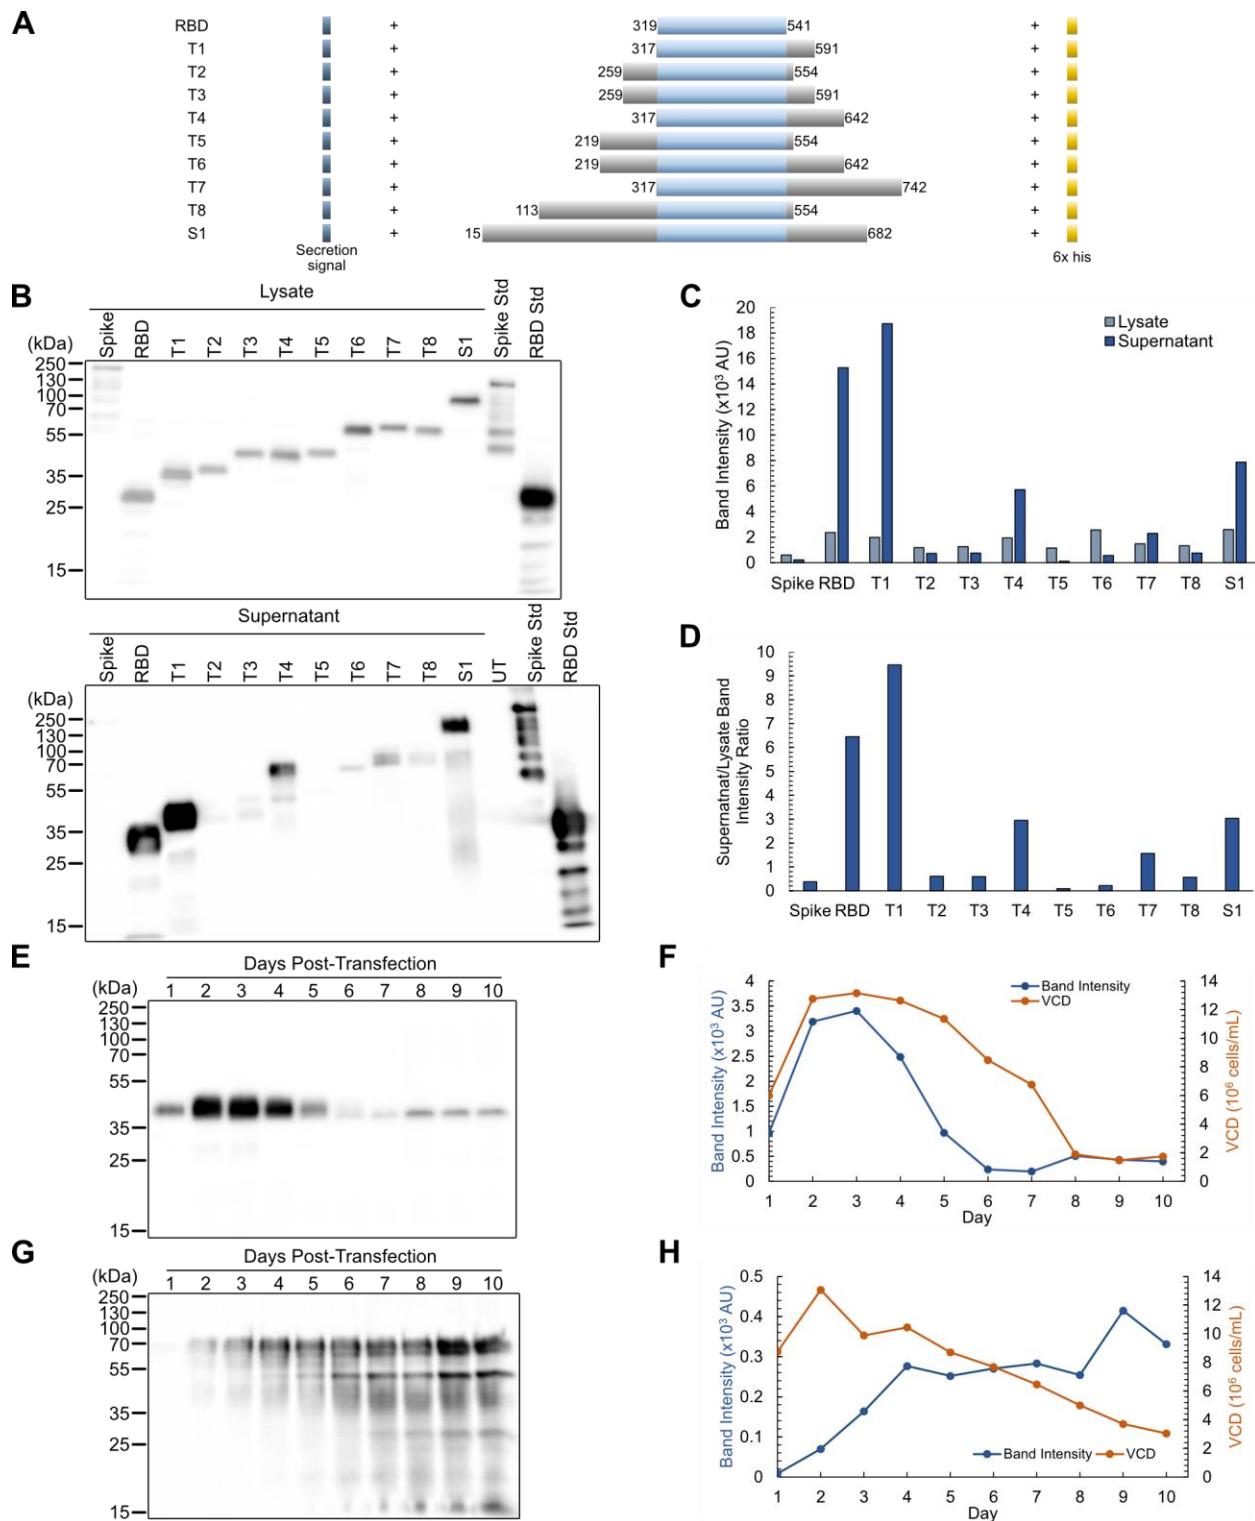 A
RBD + 319 541 +
T1 + 317 591 +
T2 + 259 554 +
T3 + 259 591 +
T4 + 317 642 +
T5 + 219 554 +
T6 + 219 642 +
T7 + 317 742 +
T8 + 113 554 +
S1 + 15 682 +
Secretion
signal
6x his
B
Lysate
(kDa) Spike RBD T1 T2 T3 T4 T5 T6 T7 T8 S1 Spike Std RBD Std
250
130
100
70
55
35
25
15
Supernatant
(kDa) Spike RBD T1 T2 T3 T4 T5 T6 T7 T8 S1 UT Spike Std RBD Std
250
130
100
70
55
35
25
15
C
Band Intensity (x10³ AU)
Lysate
Supernatant
20
18
16
14
12
10
8
6
4
2
0
Spike RBD T1 T2 T3 T4 T5 T6 T7 T8 S1
D
Supernatnat/Lysate Band
Intensity Ratio
10
9
8
7
6
5
4
3
2
1
0
Spike RBD T1 T2 T3 T4 T5 T6 T7 T8 S1
E
Days Post-Transfection
(kDa) 1 2 3 4 5 6 7 8 9 10
250
130
100
70
55
35
25
15
F
Band Intensity (x10³ AU)
Band Intensity
VCD
VCD (10⁶ cells/mL)
4 14
3.5 12
3 10
2.5 8
2 6
1.5 4
1 2
0.5 0
0
1 2 3 4 5 6 7 8 9 10
Day
G
Days Post-Transfection
(kDa) 1 2 3 4 5 6 7 8 9 10
250
130
100
70
55
35
25
15
H
Band Intensity (x10³ AU)
VCD (10⁶ cells/mL)
0.5 14
0.4 12
0.3 10
0.2 8
0.1 6
0 4
2
0
Band Intensity VCD
1 2 3 4 5 6 7 8 9 10
Day